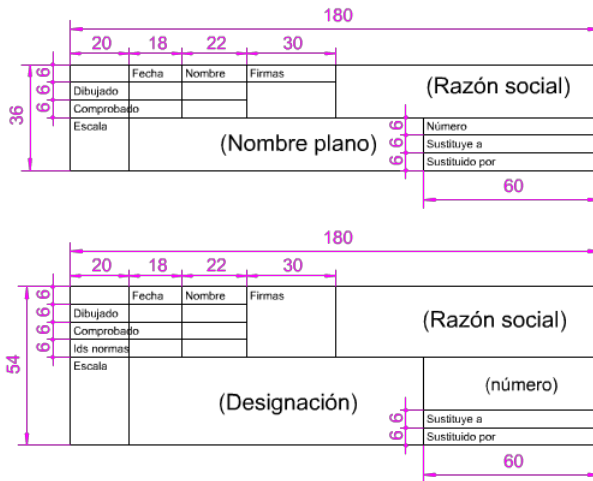 180
20 18 22 30
6 Fecha Nombre Firmas (Razón social)
6 Dibujado
6 Comprobado
36
Escala (Nombre plano) 6 Número
6 Sustituye a
6 Sustituido por
60
180
20 18 22 30
6 Fecha Nombre Firmas (Razón social)
6 Dibujado
6 Comprobado
6 Ids normas
54
Escala (Designación) (número)
6 Sustituye a
6 Sustituido por
60